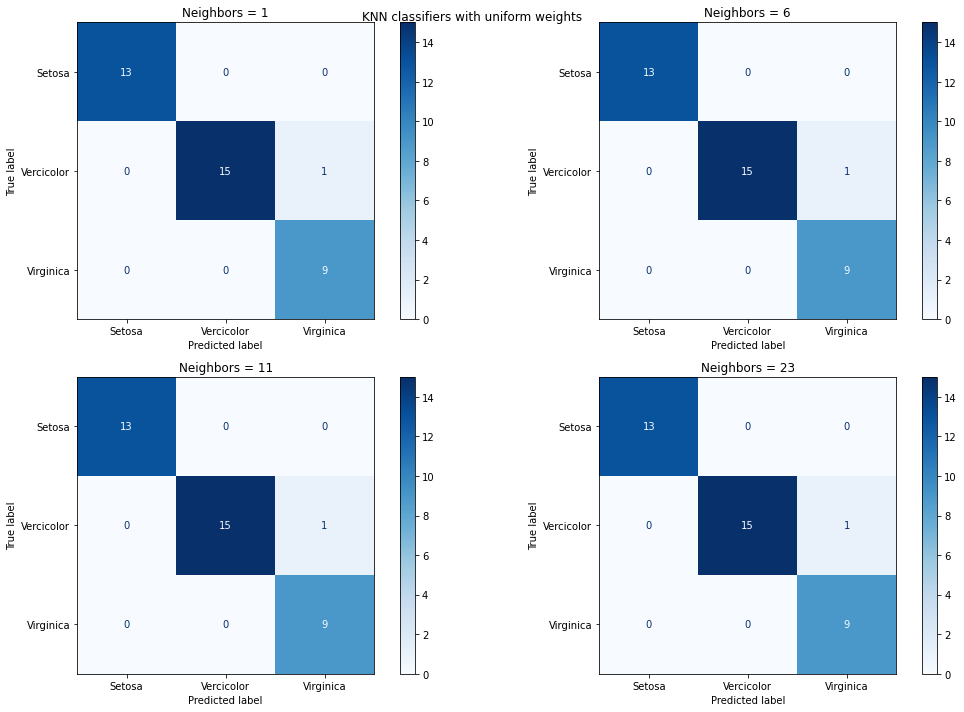 KNN classifiers with uniform weights
Neighbors = 1
True label
Setosa 13 0 0
Vercicolor 0 15 1
Virginica 0 0 9
Setosa Vercicolor Virginica
Predicted label
14
12
10
8
6
4
2
0
Neighbors = 6
True label
Setosa 13 0 0
Vercicolor 0 15 1
Virginica 0 0 9
Setosa Vercicolor Virginica
Predicted label
14
12
10
8
6
4
2
0
Neighbors = 11
True label
Setosa 13 0 0
Vercicolor 0 15 1
Virginica 0 0 9
Setosa Vercicolor Virginica
Predicted label
14
12
10
8
6
4
2
0
Neighbors = 23
True label
Setosa 13 0 0
Vercicolor 0 15 1
Virginica 0 0 9
Setosa Vercicolor Virginica
Predicted label
14
12
10
8
6
4
2
0